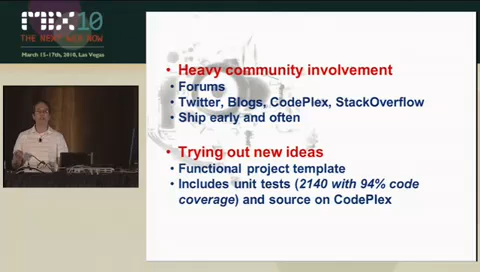 MIX10
THE NEXT WEB NOW
March 15-17th, 2010, Las Vegas
• Heavy community involvement
• Forums
• Twitter, Blogs, CodePlex, StackOverflow
• Ship early and often
• Trying out new ideas
• Functional project template
• Includes unit tests (2140 with 94% code
coverage) and source on CodePlex